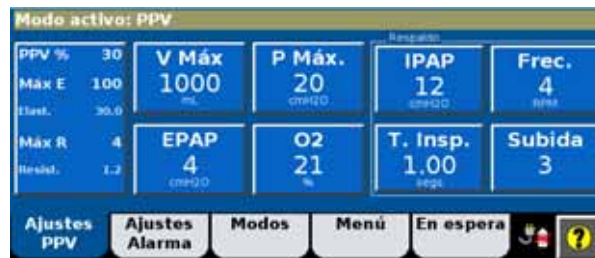 Modo activo: PPV
PPV % 30
Máx E 100
Elast. 30.0
Máx R 4
Resist. 1.2
V Máx
1000
mL
P Máx.
20
cmH2O
Respaldo
IPAP
12
cmH2O
Frec.
4
RPM
EPAP
4
cmH2O
O2
21
%
T. Insp.
1.00
segs.
Subida
3
Ajustes PPV
Ajustes Alarma
Modos
Menú
En espera
?